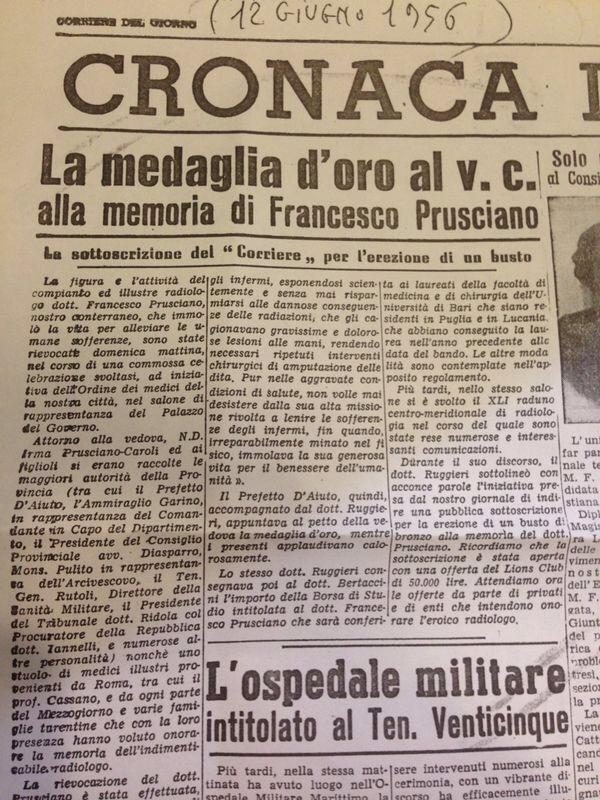 CORRIERE DEL GIORNO
(12 GIUGNO 1956)
CRONACA
La medaglia d'oro al v. c.
alla memoria di Francesco Prusciano
La sottoscrizione del "Corriere„ per l'erezione di un busto
La figura e l'attività del
compianto ed illustre radiolo-
go dott. Francesco Prusciano,
nostro conterraneo, che immo-
lò la vita per alleviare le u-
mane sofferenze, sono state
rievocate domenica mattina,
nel corso di una commossa ce-
lebrazione svoltasi, ad inizia-
tiva dell'Ordine dei medici del-
la nostra città, nel salone di
rappresentanza del Palazzo
del Governo.
Attorno alla vedova, N.D.
Irma Prusciano-Caroli ed ai
figlioli si erano raccolte le
maggiori autorità della Pro-
vincia (tra cui il Prefetto
D'Aiuto, l'Ammiraglio Garino,
in rappresentanza del Coman-
dante in Capo del Dipartimen-
to, il Presidente del Consiglio
Provinciale avv. Diasparro,
Mons. Pulito in rappresentan-
za dell'Arcivescovo, il Ten.
Gen. Rutoli, Direttore della
Sanità Militare, il Presidente
del Tribunale dott. Ridola col
Procuratore della Repubblica
dott. Iannelli, e numerose al-
tre personalità) nonchè uno
stuolo di medici illustri pro-
venienti da Roma, tra cui il
prof. Cassano, e da ogni parte
del Mezzogiorno e varie fami-
glie tarentine che con la loro
presenza hanno voluto onora-
re la memoria dell'indimenti-
cabile radiologo.
La rievocazione del dott.
Prusciano è stata effettuata,
gli infermi, esponendosi scien-
temente e senza mai rispar-
miarsi alle dannose conseguen-
ze delle radiazioni, che gli ca-
gionavano gravissime e doloro-
se lesioni alle mani, rendendo
necessari ripetuti interventi
chirurgici di amputazione delle
dita. Pur nelle aggravate con-
dizioni di salute, non volle mai
desistere dalla sua alta missio-
ne rivolta a lenire le sofferen-
ze degli infermi, fin quando,
irreparabilmente minato nel fi-
sico, immolava la sua generosa
vita per il benessere dell'uma-
nità ».
Il Prefetto D'Aiuto, quindi,
accompagnato dal dott. Ruggie-
ri, appuntava al petto della ve-
dova la medaglia d'oro, mentre
i presenti applaudivano calo-
rosamente.
Lo stesso dott. Ruggieri con-
segnava poi al dott. Bertacci-
ni l'importo della Borsa di Stu-
dio intitolata al dott. France-
sco Prusciano che sarà conferi-
ta ai laureati della facoltà di
medicina e di chirurgia dell'U-
niversità di Bari che siano re-
sidenti in Puglia e in Lucania
che abbiano conseguito la lau-
rea nell'anno precedente alle
date del bando. Le altre moda-
lità sono contemplate nell'ap-
posito regolamento.
Più tardi, nello stesso salone
si è svolto il XLI raduno
centro-meridionale di radiolo-
gia nel corso del quale sono
state rese numerose e interes-
santi comunicazioni.
Durante il suo discorso, il
dott. Ruggieri sottolineò con
acconce parole l'iniziativa pre-
sa dal nostro giornale di indi-
re una pubblica sottoscrizione
per la erezione di un busto di
bronzo alla memoria del dott.
Prusciano. Ricordiamo che la
sottoscrizione è stata aperta
con una offerta del Lions Club
di 50.000 lire. Attendiamo ora
le offerte da parte di privati
e di enti che intendono ono-
rare l'eroico radiologo.
L'ospedale militare
intitolato al Ten. Venticinque
Più tardi, nella stessa mat-
tinata ha avuto luogo nell'O-
spedale Militare Marittimo la
sere intervenuti numerosi alla
cerimonia, con un vibrante di-
scorso ha efficacemente illu-
Solo
al Consi